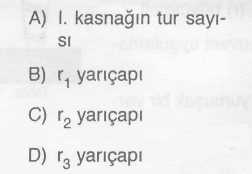 A) I. kasnağın tur sayı-
sı
B) r₁ yarıçapı
C) r₂ yarıçapı
D) r₃ yarıçapı